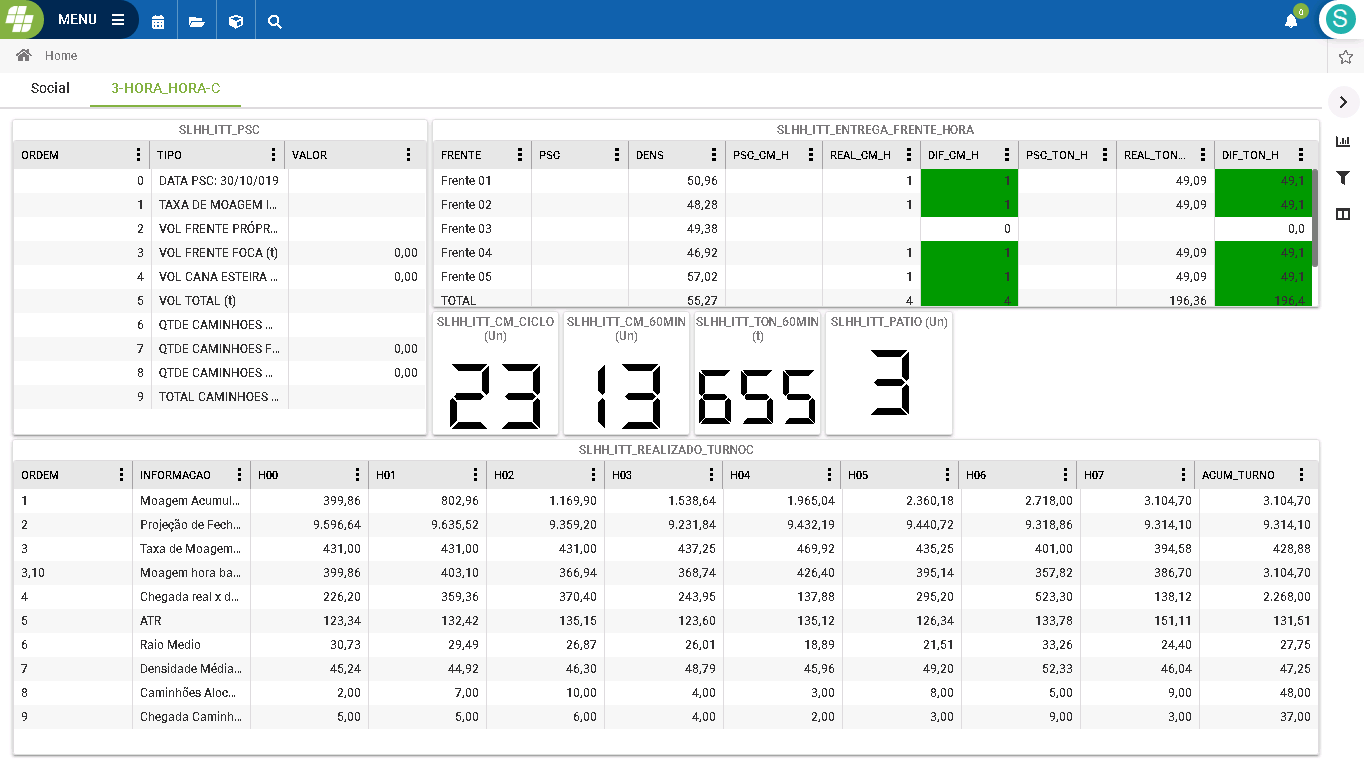 MENU
0
S
Home
Social 3-HORA_HORA-C
SLHH_ITT_PSC
ORDEM TIPO VALOR
0 DATA PSC: 30/10/019
1 TAXA DE MOAGEM I...
2 VOL FRENTE PRÓPR...
3 VOL FRENTE FOCA (t) 0,00
4 VOL CANA ESTEIRA ... 0,00
5 VOL TOTAL (t)
6 QTDE CAMINHOES ...
7 QTDE CAMINHOES F... 0,00
8 QTDE CAMINHOES ... 0,00
9 TOTAL CAMINHOES ...
SLHH_ITT_ENTREGA_FRENTE_HORA
FRENTE PSC DENS PSC_CM_H REAL_CM_H DIF_CM_H PSC_TON_H REAL_TON... DIF_TON_H
Frente 01 50,96 1 1 49,09 49,1
Frente 02 48,28 1 1 49,09 49,1
Frente 03 49,38 0 0,0
Frente 04 46,92 1 1 49,09 49,1
Frente 05 57,02 1 1 49,09 49,1
TOTAL 55,27 4 4 196,36 196,4
SLHH_ITT_CM_CICLO
(Un)
23
SLHH_ITT_CM_60MIN
(Un)
13
SLHH_ITT_TON_60MIN
(t)
655
SLHH_ITT_PATIO (Un)
3
SLHH_ITT_REALIZADO_TURNOC
ORDEM INFORMACAO H00 H01 H02 H03 H04 H05 H06 H07 ACUM_TURNO
1 Moagem Acumul... 399,86 802,96 1.169,90 1.538,64 1.965,04 2.360,18 2.718,00 3.104,70 3.104,70
2 Projeção de Fech... 9.596,64 9.635,52 9.359,20 9.231,84 9.432,19 9.440,72 9.318,86 9.314,10 9.314,10
3 Taxa de Moagem... 431,00 431,00 431,00 437,25 469,92 435,25 401,00 394,58 428,88
3,10 Moagem hora ba... 399,86 403,10 366,94 368,74 426,40 395,14 357,82 386,70 3.104,70
4 Chegada real x d... 226,20 359,36 370,40 243,95 137,88 295,20 523,30 138,12 2.268,00
5 ATR 123,34 132,42 135,15 123,60 135,12 126,34 133,78 151,11 131,51
6 Raio Medio 30,73 29,49 26,87 26,01 18,89 21,51 33,26 24,40 27,75
7 Densidade Média... 45,24 44,92 46,30 48,79 45,96 49,20 52,33 46,04 47,25
8 Caminhões Aloc... 2,00 7,00 10,00 4,00 3,00 8,00 5,00 9,00 48,00
9 Chegada Caminh... 5,00 5,00 6,00 4,00 2,00 3,00 9,00 3,00 37,00